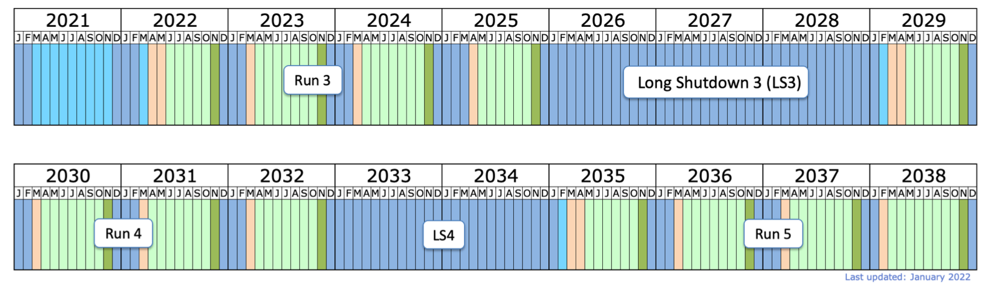 2021 2022 2023 2024 2025 2026 2027 2028 2029
J F M A M J J A S O N D J F M A M J J A S O N D J F M A M J J A S O N D J F M A M J J A S O N D J F M A M J J A S O N D J F M A M J J A S O N D J F M A M J J A S O N D J F M A M J J A S O N D J F M A M J J A S O N D
Run 3 Long Shutdown 3 (LS3)
2030 2031 2032 2033 2034 2035 2036 2037 2038
J F M A M J J A S O N D J F M A M J J A S O N D J F M A M J J A S O N D J F M A M J J A S O N D J F M A M J J A S O N D J F M A M J J A S O N D J F M A M J J A S O N D J F M A M J J A S O N D J F M A M J J A S O N D
Run 4 LS4 Run 5
Last updated: January 2022